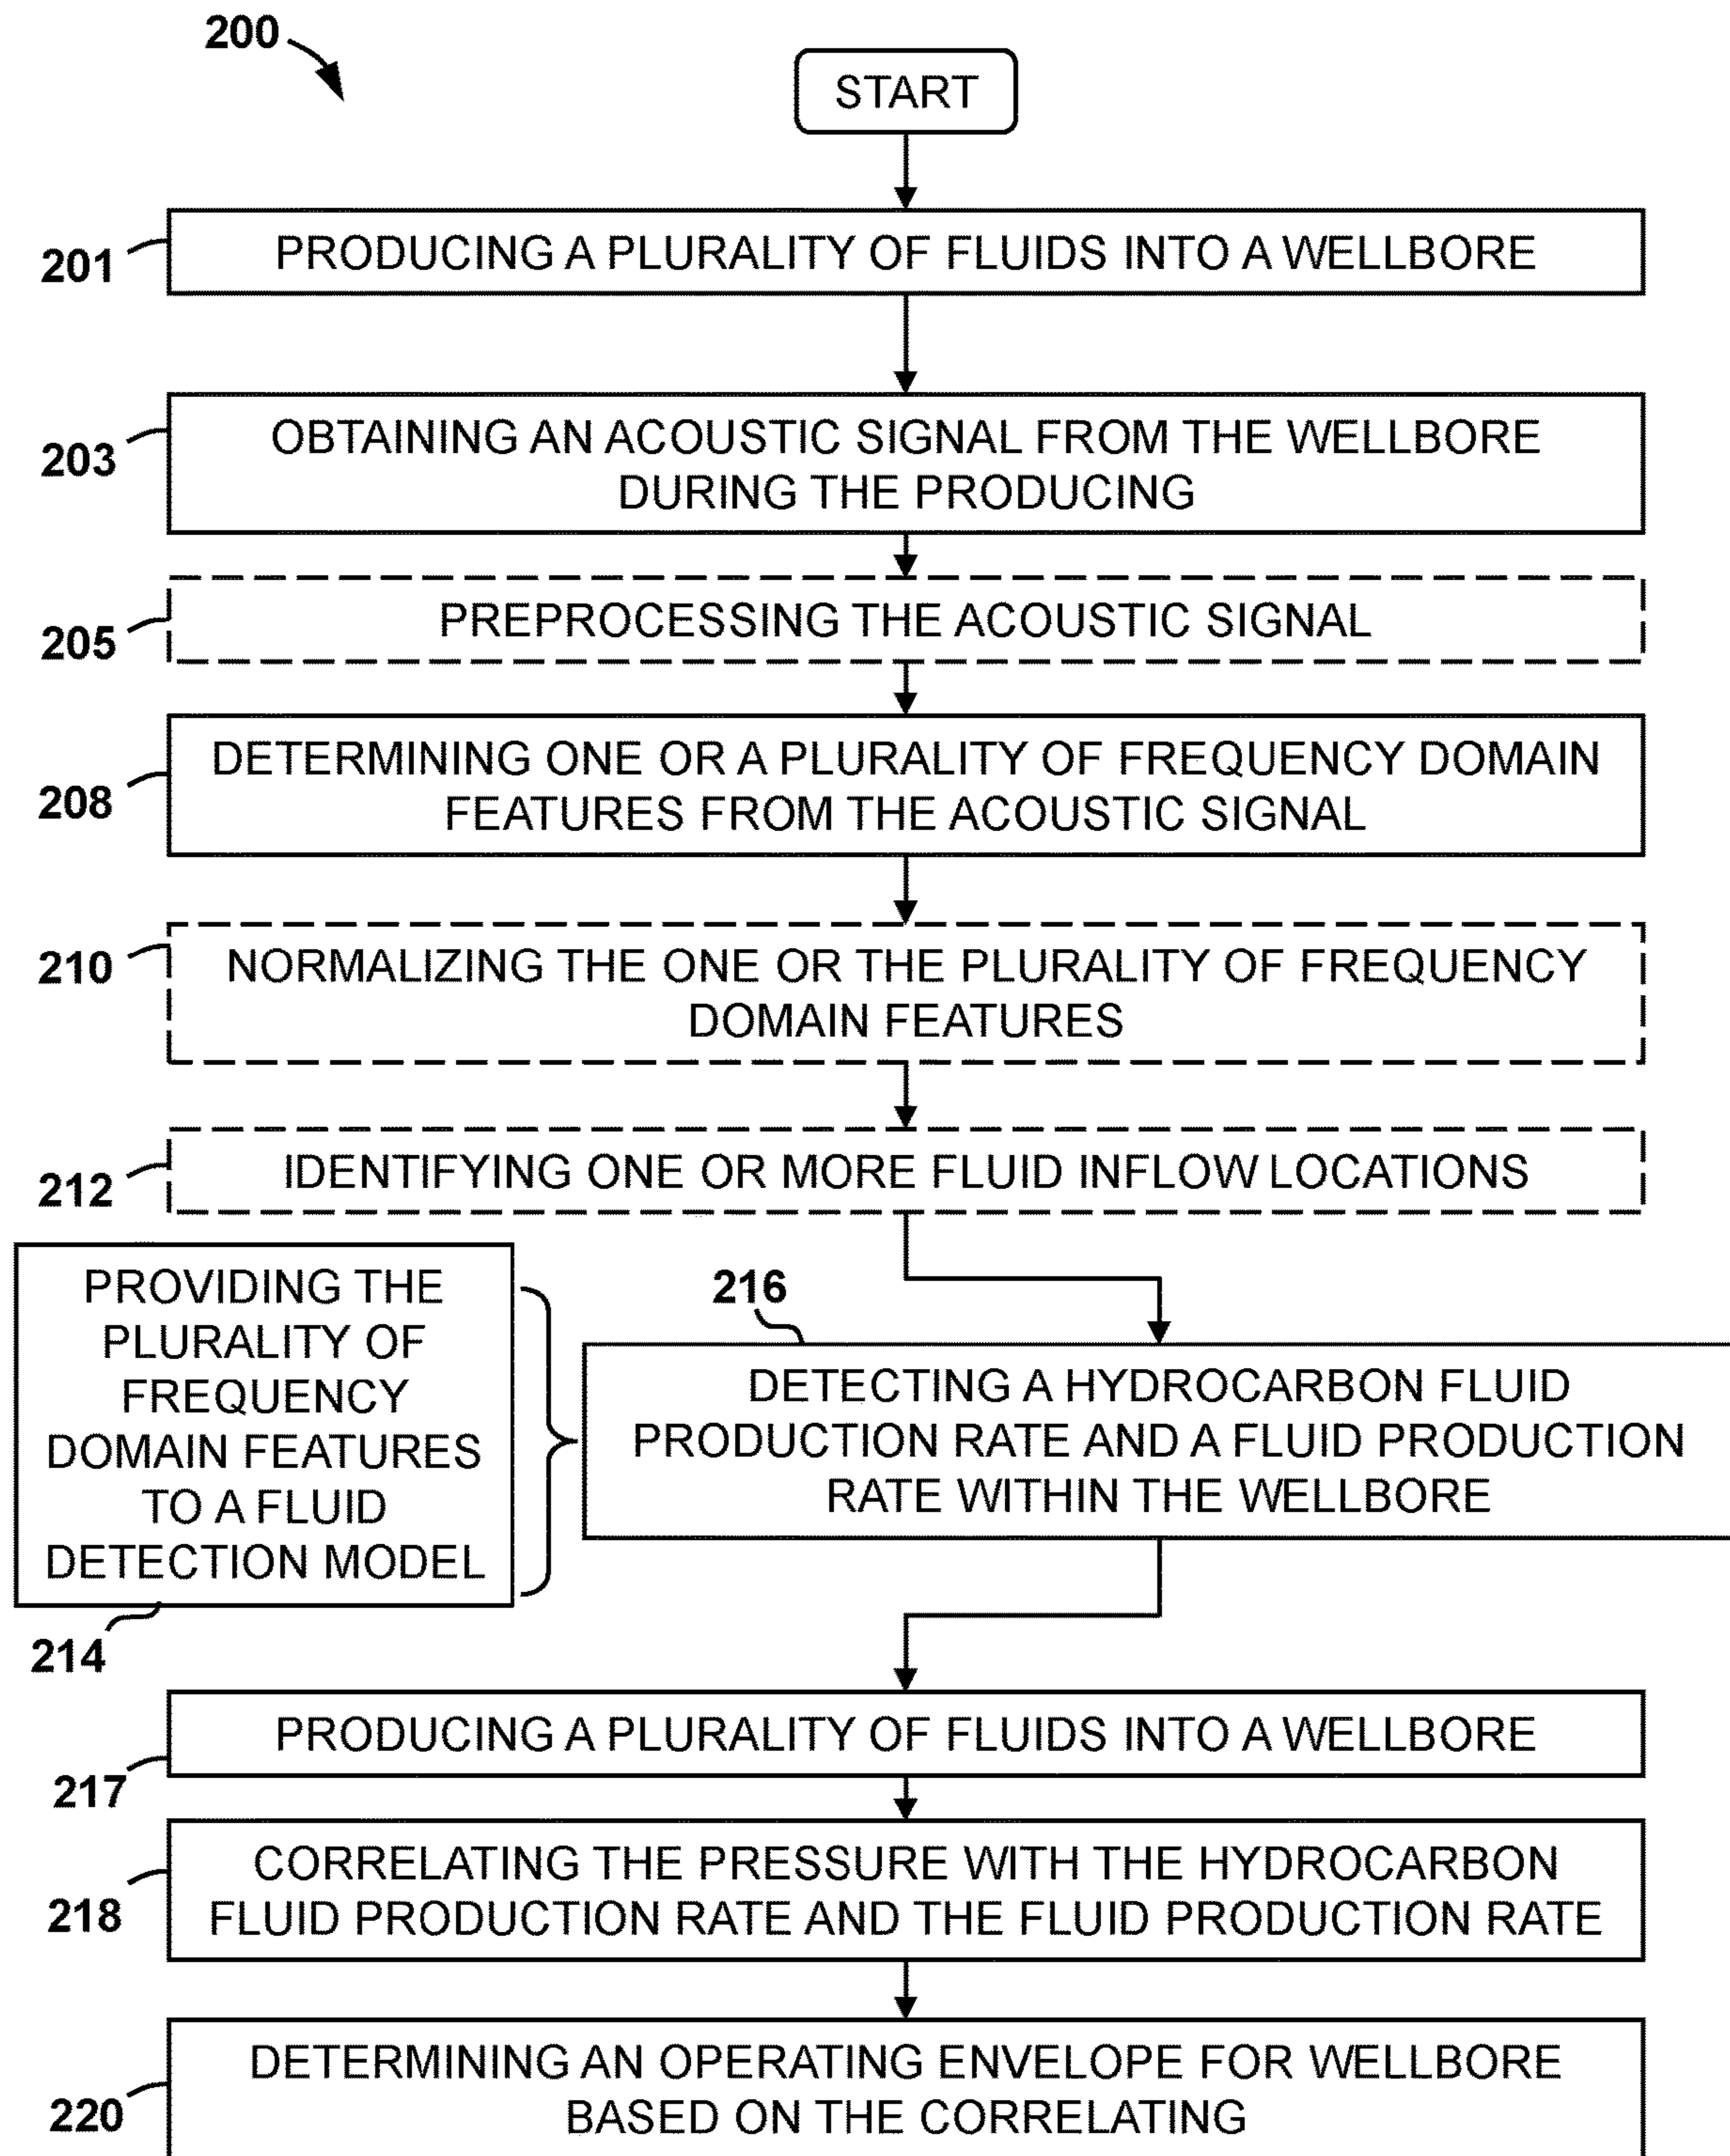 200
START
201
PRODUCING A PLURALITY OF FLUIDS INTO A WELLBORE
203
OBTAINING AN ACOUSTIC SIGNAL FROM THE WELLBORE
DURING THE PRODUCING
205
PREPROCESSING THE ACOUSTIC SIGNAL
208
DETERMINING ONE OR A PLURALITY OF FREQUENCY DOMAIN
FEATURES FROM THE ACOUSTIC SIGNAL
210
NORMALIZING THE ONE OR THE PLURALITY OF FREQUENCY
DOMAIN FEATURES
212
IDENTIFYING ONE OR MORE FLUID INFLOW LOCATIONS
PROVIDING THE
PLURALITY OF
FREQUENCY
DOMAIN FEATURES
TO A FLUID
DETECTION MODEL
214
216
DETECTING A HYDROCARBON FLUID
PRODUCTION RATE AND A FLUID PRODUCTION
RATE WITHIN THE WELLBORE
PRODUCING A PLURALITY OF FLUIDS INTO A WELLBORE
217
CORRELATING THE PRESSURE WITH THE HYDROCARBON
FLUID PRODUCTION RATE AND THE FLUID PRODUCTION RATE
218
DETERMINING AN OPERATING ENVELOPE FOR WELLBORE
BASED ON THE CORRELATING
220